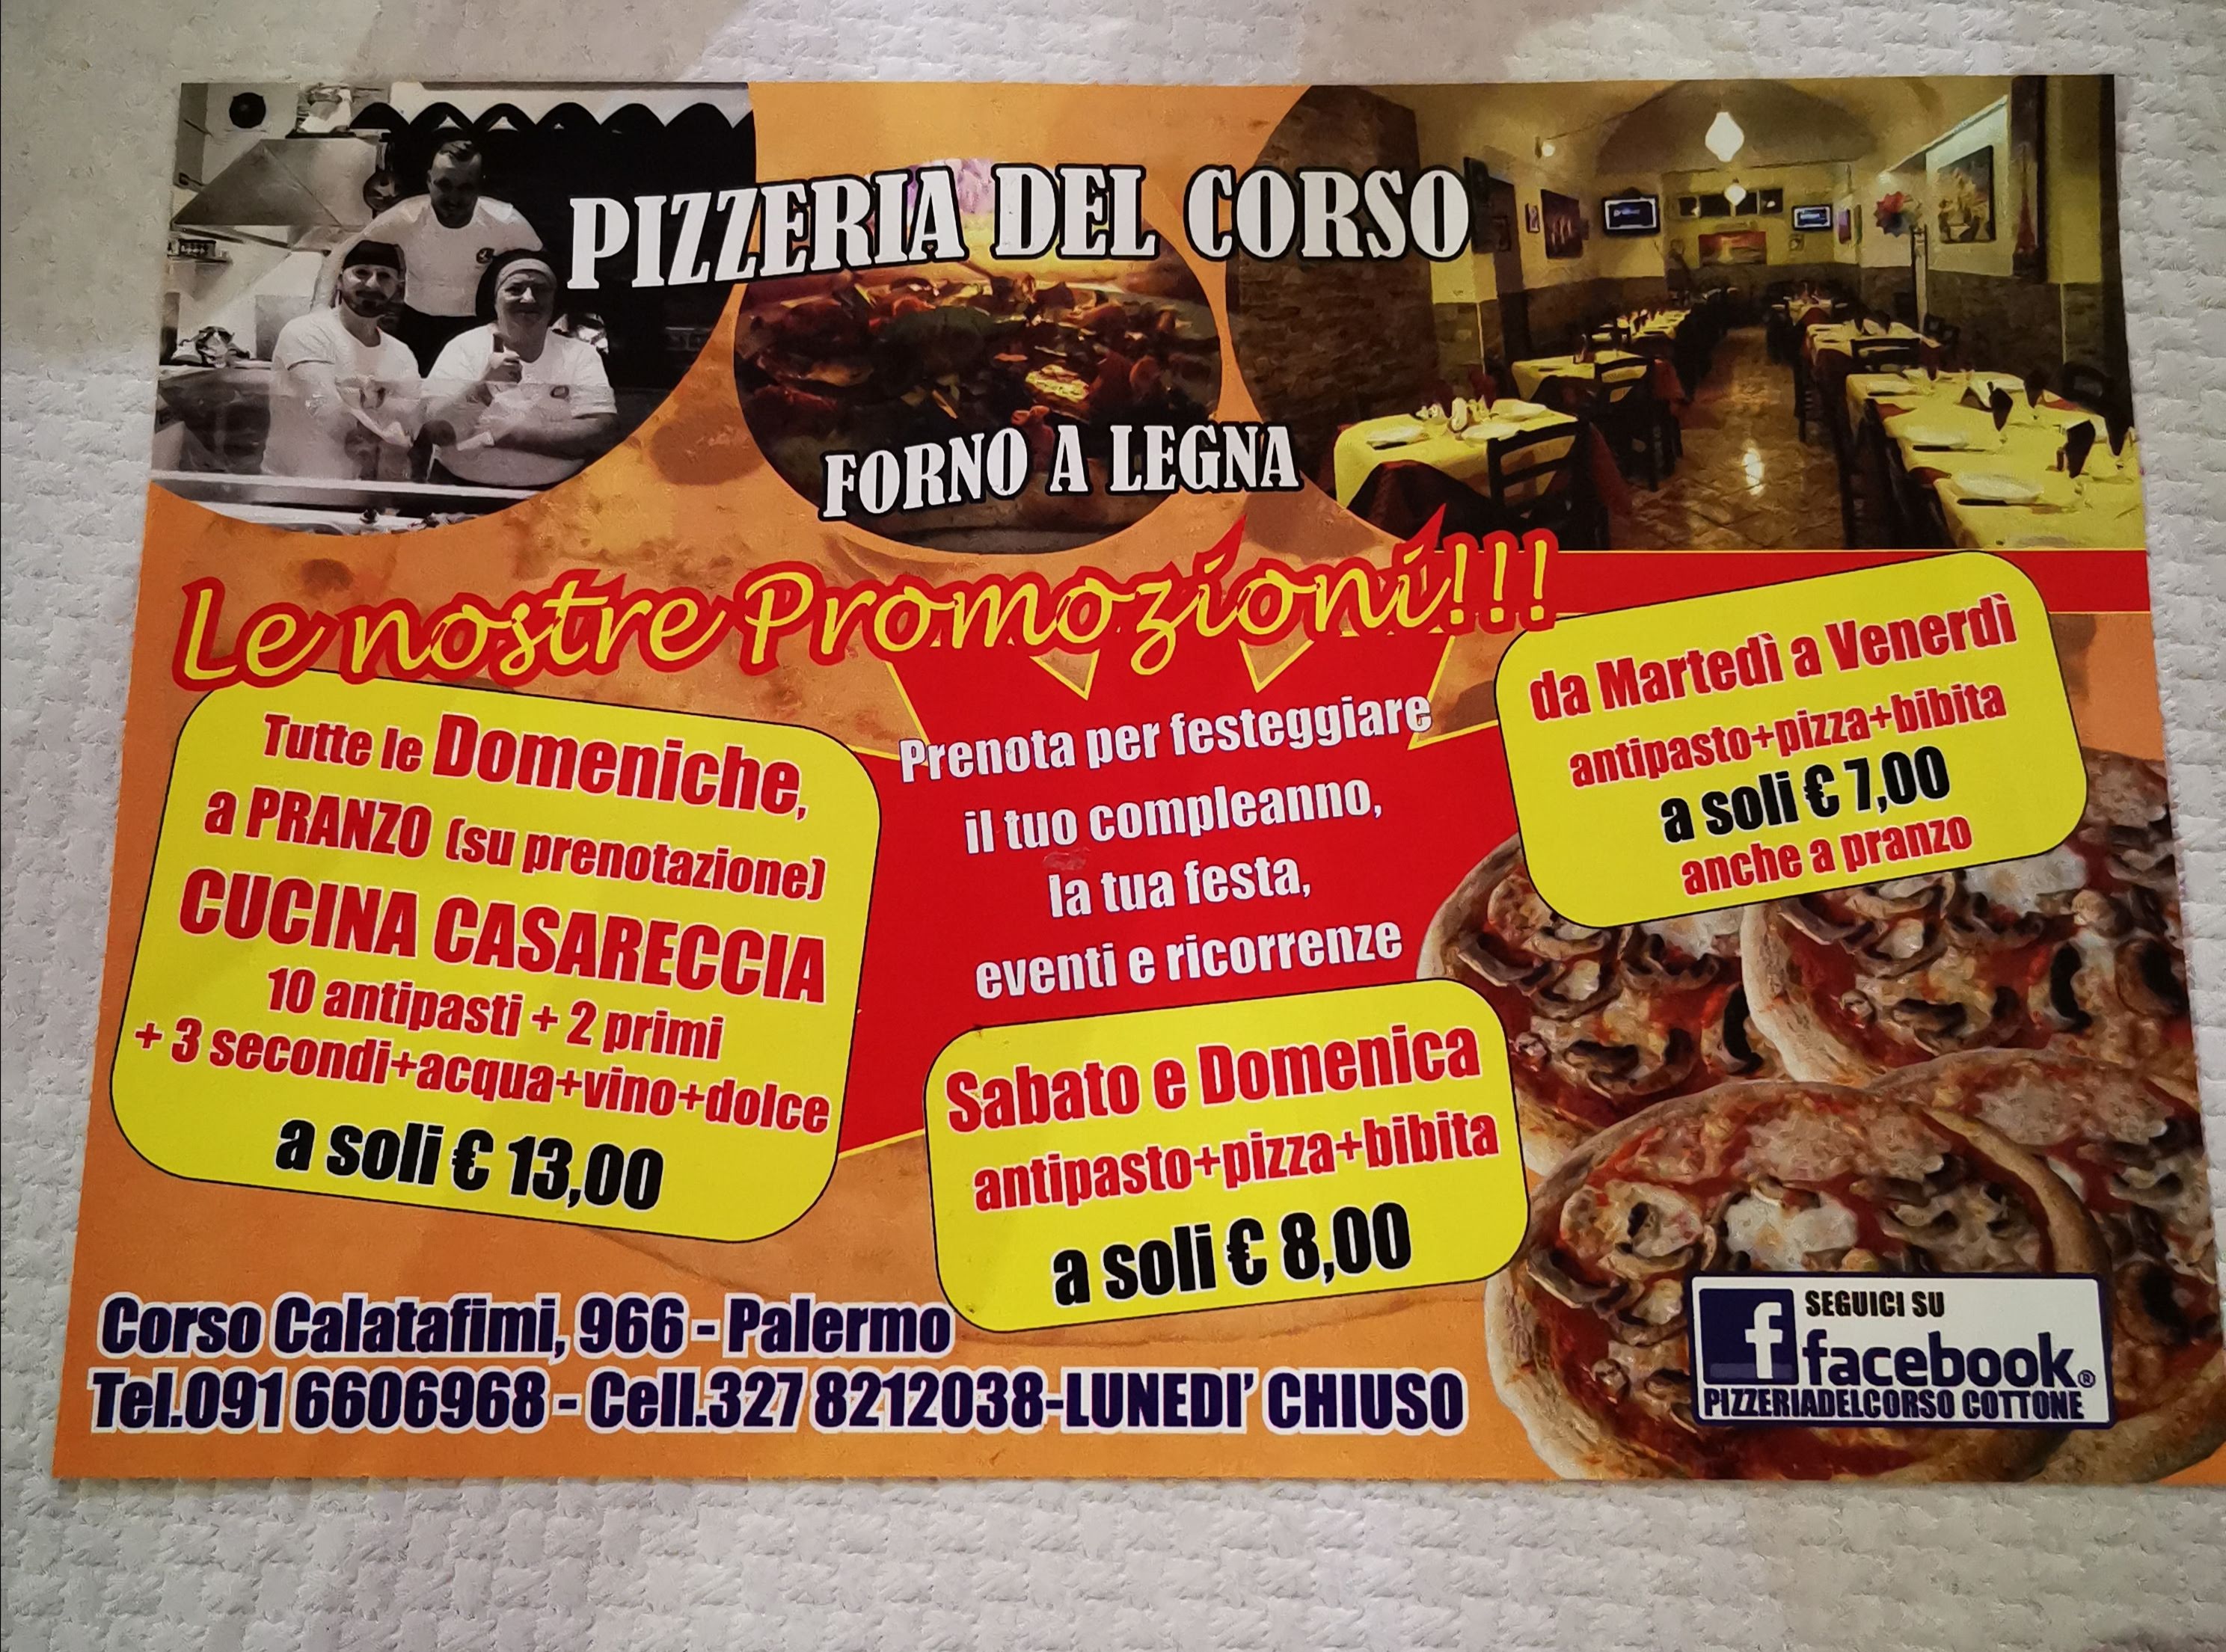 PIZZERIA DEL CORSO
FORNO A LEGNA
Le nostre Promozioni!!!
Tutte le Domeniche,
a PRANZO (su prenotazione)
CUCINA CASARECCIA
10 antipasti + 2 primi
+ 3 secondi+acqua+vino+dolce
a soli € 13,00
Prenota per festeggiare
il tuo compleanno,
la tua festa,
eventi e ricorrenze
da Martedì a Venerdì
antipasto+pizza+bibita
a soli € 7,00
anche a pranzo
Sabato e Domenica
antipasto+pizza+bibita
a soli € 8,00
Corso Calatafimi, 966 - Palermo
Tel.091 6606968 - Cell.327 8212038-LUNEDI' CHIUSO
f
SEGUICI SU
facebook®
PIZZERIADELCORSO COTTONE